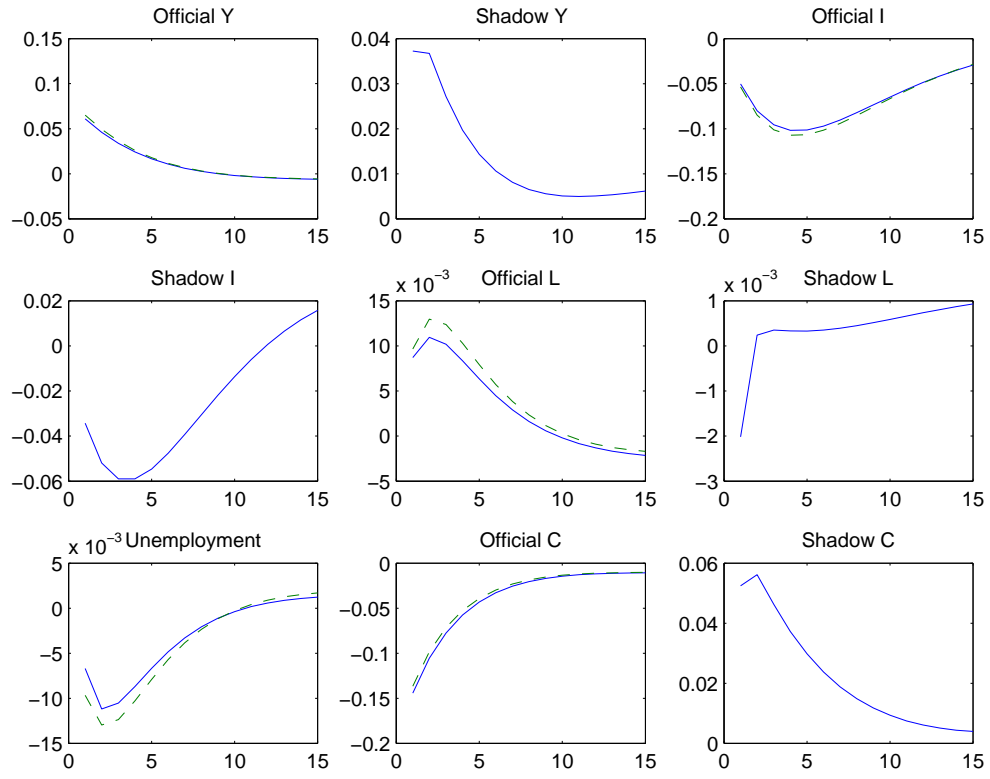 Official Y
0.15
0.1
0.05
0
−0.05
0 5 10 15
Shadow Y
0.04
0.03
0.02
0.01
0
0 5 10 15
Official I
0
−0.05
−0.1
−0.15
−0.2
0 5 10 15
Shadow I
0.02
0
−0.02
−0.04
−0.06
0 5 10 15
Official L
x 10−3
15
10
5
0
−5
0 5 10 15
Shadow L
x 10−3
1
0
−1
−2
−3
0 5 10 15
Unemployment
x 10−3
5
0
−5
−10
−15
0 5 10 15
Official C
0
−0.05
−0.1
−0.15
−0.2
0 5 10 15
Shadow C
0.06
0.04
0.02
0
0 5 10 15